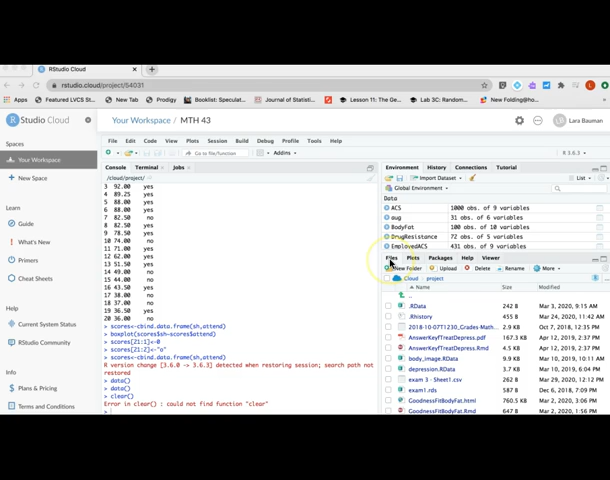 RStudio Cloud
rstudio.cloud/project/54031
Apps
Featured LVCS St...
New Tab
Prodigy
Booklist: Speculat...
Journal of Statistic...
Lesson 11: The Ge...
Lab 3C: Random...
New Folding@ho...
R Studio Cloud
Your Workspace / MTH 43
Lara Bauman
Spaces
Your Workspace
New Space
Learn
Guide
What's New
Primers
Cheat Sheets
Help
Current System Status
RStudio Community
Info
Plans & Pricing
Terms and Conditions
File Edit Code View Plots Session Build Debug Profile Tools Help
Go to file/function
Addins
R 3.6.3
Console Terminal Jobs
/cloud/project/
3 92.00 yes
4 89.25 yes
5 88.00 yes
6 88.00 yes
7 82.50 no
8 82.50 yes
9 78.50 yes
10 74.00 no
11 71.00 yes
12 63.00 yes
13 51.50 yes
14 49.00 no
15 44.00 no
16 43.50 yes
17 38.00 no
18 37.00 no
19 36.50 yes
20 36.00 no
> scores<-cbind.data.frame(sh,attend)
> boxplot(scores$sh~scores$attend)
> scores[21:1]<-0
> scores[21:2]<-"o"
> scores<-cbind.data.frame(sh,attend)
R version change [3.6.0 -> 3.6.3] detected when restoring session; search path not
restored
> data()
> data()
> clear()
Error in clear() : could not find function "clear"
>
Environment History Connections Tutorial
Import Dataset
List
Global Environment
Data
ACS 1000 obs. of 9 variables
aug 31 obs. of 6 variables
BodyFat 100 obs. of 10 variables
DrugResistance 72 obs. of 5 variables
EmployedACS 431 obs. of 9 variables
Files Plots Packages Help Viewer
New Folder Upload Delete Rename More
Cloud project
Name Size Modified
..
.RData 242 B Mar 3, 2020, 9:15 AM
.Rhistory 455 B Mar 24, 2020, 11:42 AM
2018-10-07T1230_Grades-Math... 2.9 KB Oct 7, 2018, 12:35 PM
AnswerKeyfTreatDepress.pdf 167.1 KB Apr 12, 2019, 2:37 PM
AnswerKeyfTreatDepress.Rmd 4.5 KB Apr 12, 2019, 2:37 PM
body_image.RData 9.9 KB Mar 10, 2019, 10:11 AM
depression.RData 3.7 KB Mar 10, 2019, 6:04 PM
exam 3 - Sheet1.csv 262 B Mar 29, 2020, 12:12 PM
exam1.rds 587 B Dec 6, 2018, 7:09 PM
GoodnessFitBodyFat.html 760.5 KB Mar 2, 2020, 3:06 PM
GoodnessFitBodyFat.Rmd 647 B Mar 3, 2020, 1:56 PM